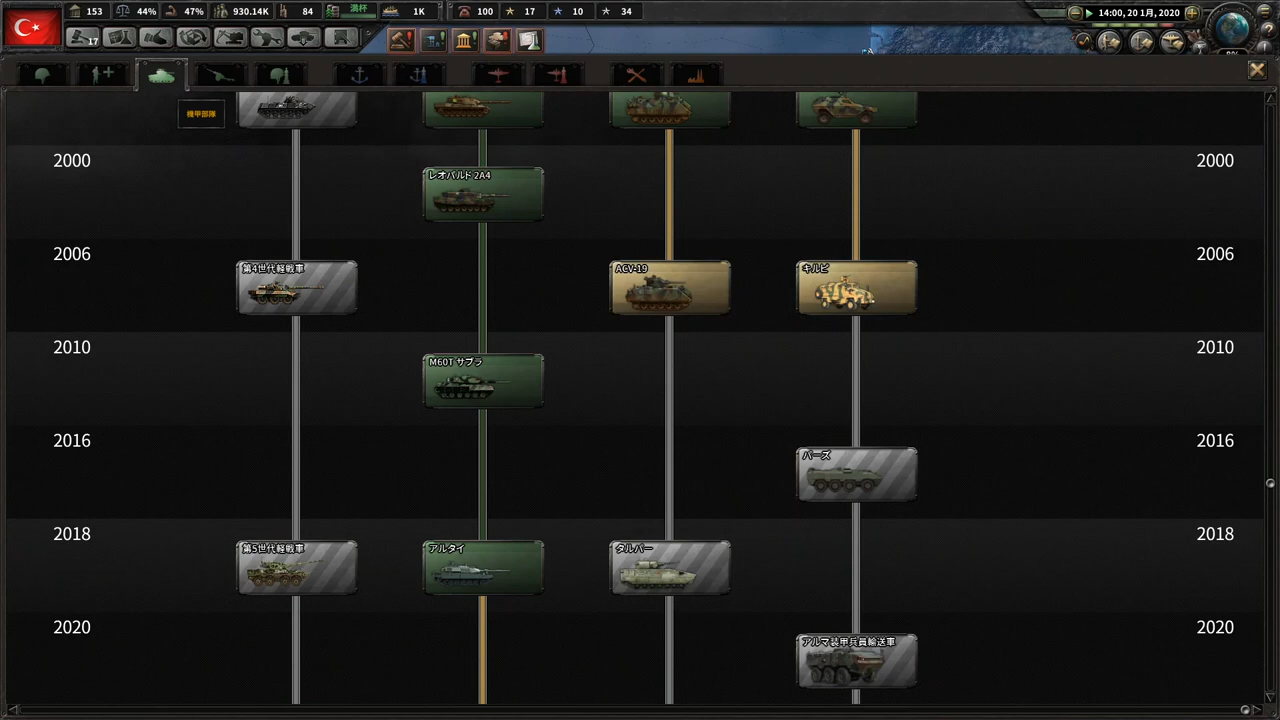 153 44% 47% 930.14K 84 満杯 1K 100 17 10 34 14:00, 20 1月, 2020
17
機甲部隊
2000 2000
レオパルド 2A4
2006 2006
第4世代軽戦車 ACV-19 キルピ
2010 2010
M60T サブラ
2016 2016
パーズ
2018 2018
第5世代軽戦車 アルタイ タルパー
2020 2020
アルマ装甲兵員輸送車